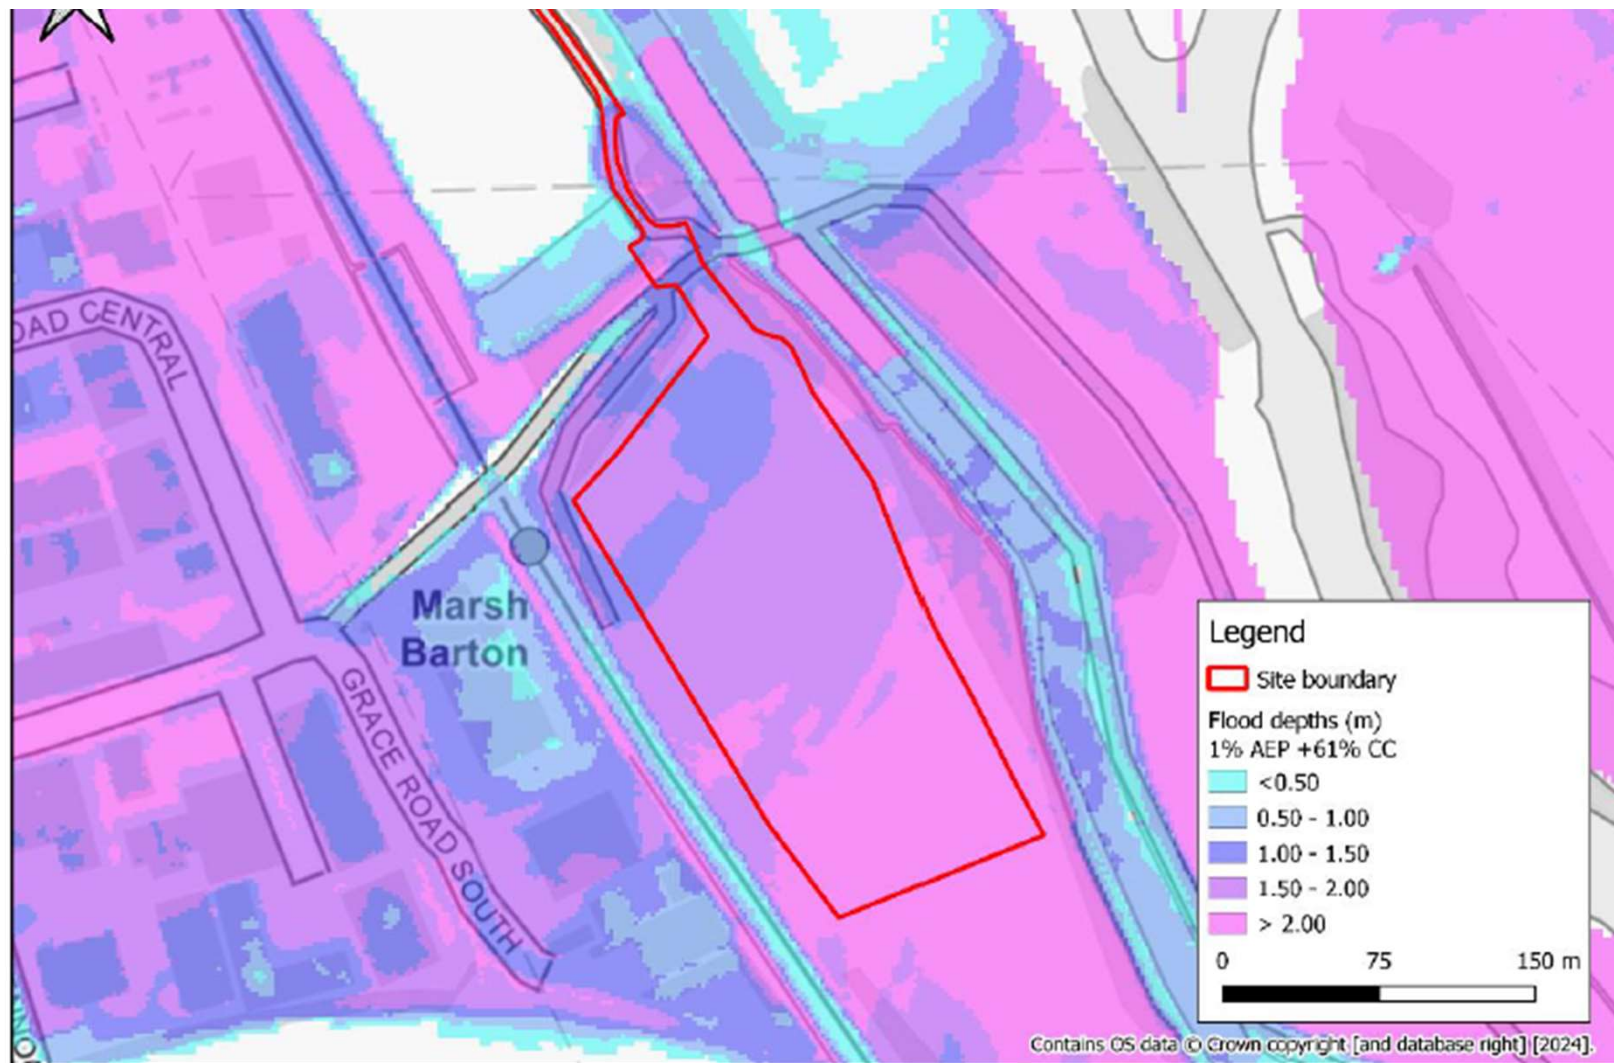 OAD CENTRAL
Marsh
Barton
GRACE ROAD SOUTH
Legend
Site boundary
Flood depths (m)
1% AEP +61% CC
<0.50
0.50 - 1.00
1.00 - 1.50
1.50 - 2.00
> 2.00
0 75 150 m
Contains OS data © Crown copyright [and database right] [2024].